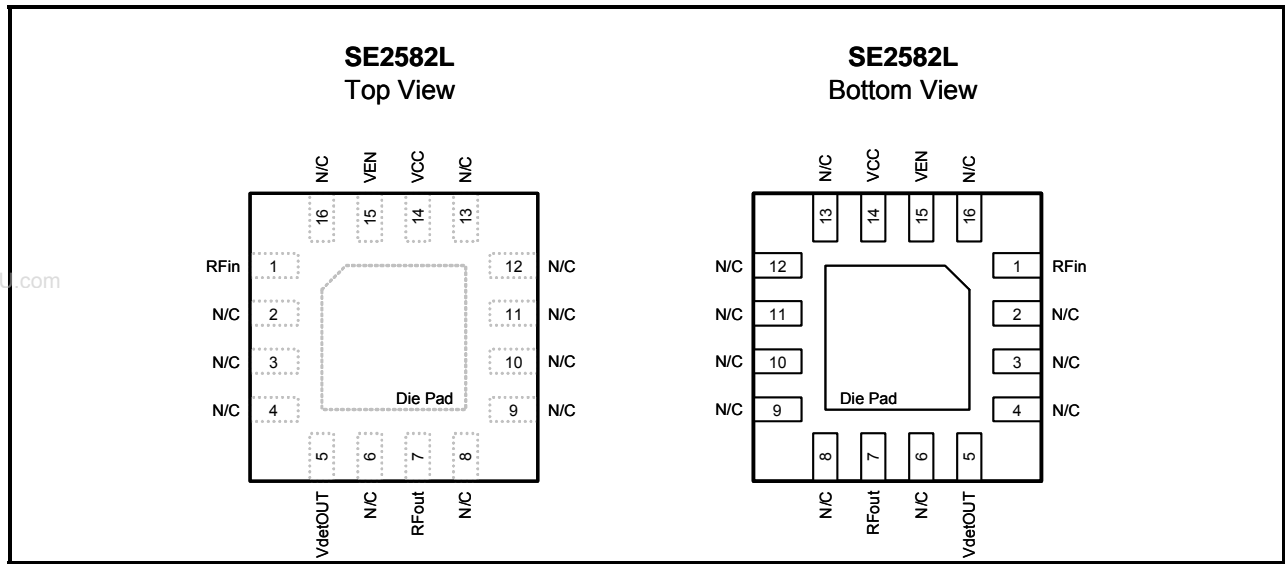 SE2582L
Top View
N/C VEN VCC N/C
16 15 14 13
RFin 1 12 N/C
N/C 2 11 N/C
N/C 3 10 N/C
N/C 4 Die Pad 9 N/C
5 6 7 8
VdetOUT N/C RFout N/C
SE2582L
Bottom View
N/C VCC VEN N/C
13 14 15 16
N/C 12 1 RFin
N/C 11 2 N/C
N/C 10 3 N/C
N/C 9 Die Pad 4 N/C
8 7 6 5
N/C RFout N/C VdetOUT
U.com